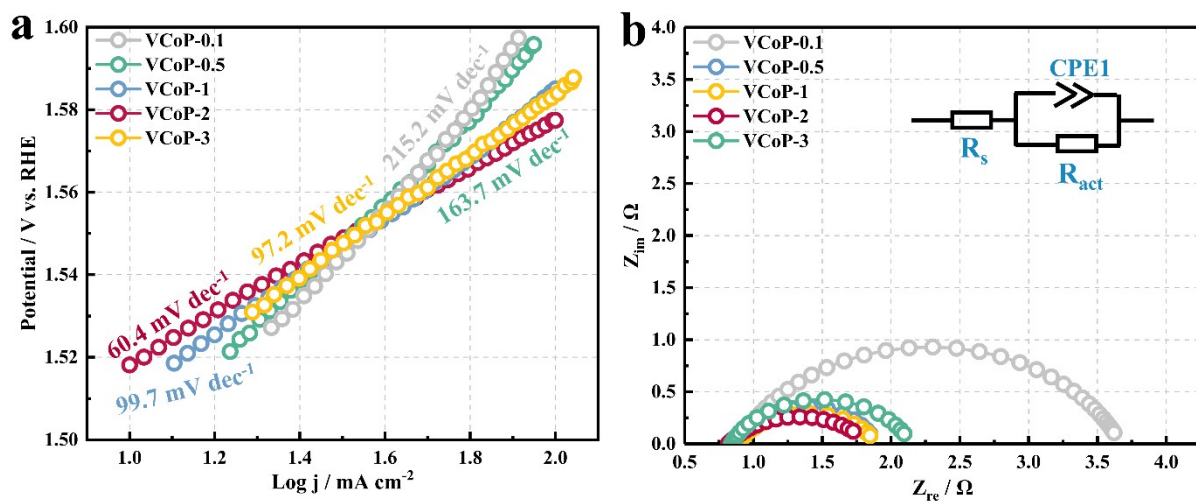 a
1.60
1.58
1.56
1.54
1.52
1.50
Potential / V vs. RHE
VCoP-0.1
VCoP-0.5
VCoP-1
VCoP-2
VCoP-3
215.2 mV dec⁻¹
97.2 mV dec⁻¹
163.7 mV dec⁻¹
60.4 mV dec⁻¹
99.7 mV dec⁻¹
1.0 1.2 1.4 1.6 1.8 2.0
Log j / mA cm⁻²
b
4.0
3.5
3.0
2.5
2.0
1.5
1.0
0.5
0.0
Z_im / Ω
VCoP-0.1
VCoP-0.5
VCoP-1
VCoP-2
VCoP-3
CPE1
R_s
R_act
0.5 1.0 1.5 2.0 2.5 3.0 3.5 4.0
Z_re / Ω